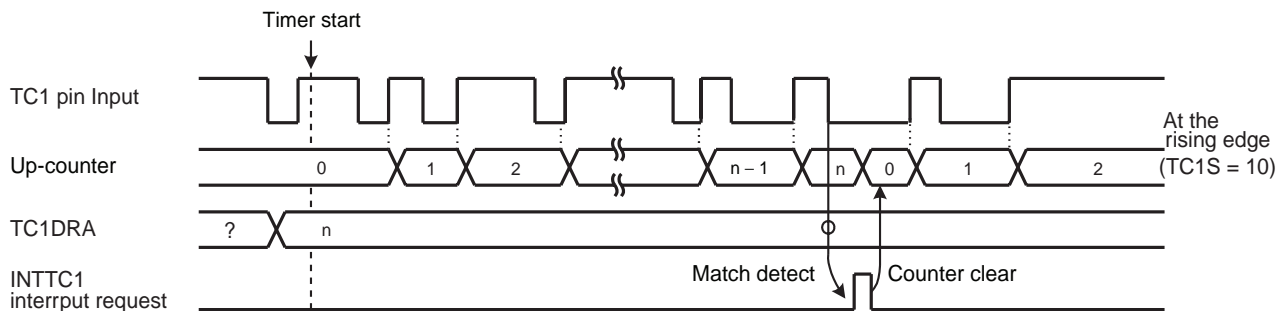 Timer start
TC1 pin Input
At the
rising edge
(TC1S = 10)
Up-counter
0
1
2
n – 1
n
0
1
2
TC1DRA
?
n
INTTC1
interrput request
Match detect
Counter clear